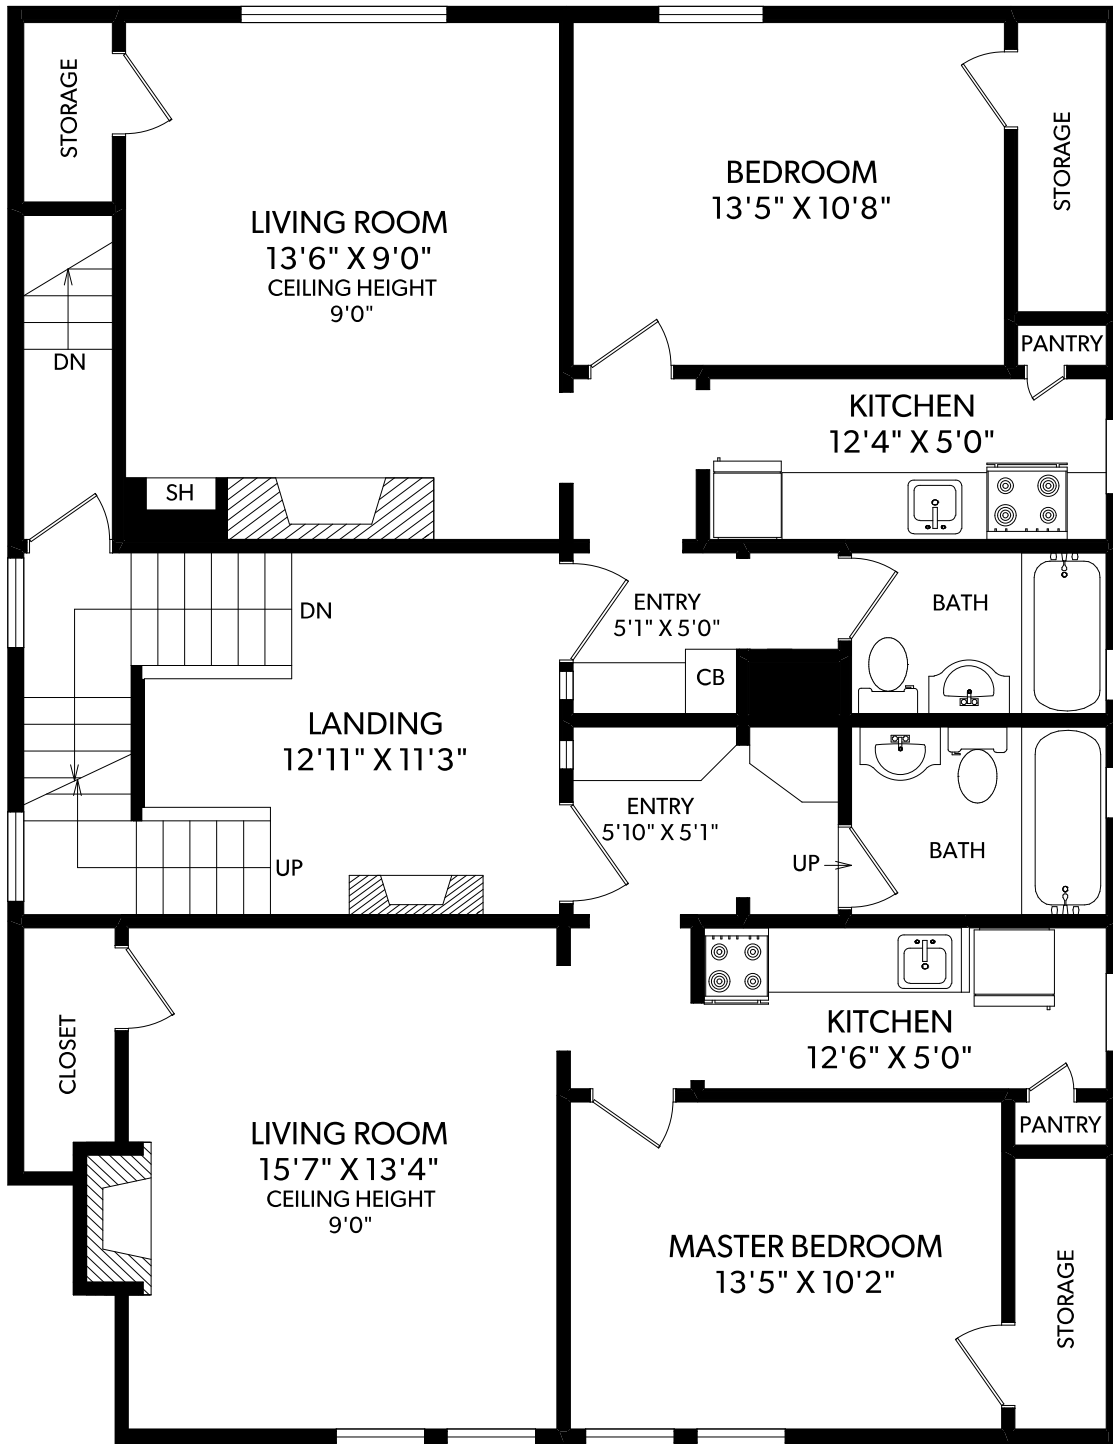 STORAGE
LIVING ROOM
13'6" X 9'0"
CEILING HEIGHT
9'0"
BEDROOM
13'5" X 10'8"
STORAGE
DN
PANTRY
KITCHEN
12'4" X 5'0"
SH
DN
ENTRY
5'1" X 5'0"
BATH
CB
LANDING
12'11" X 11'3"
ENTRY
5'10" X 5'1"
UP
BATH
UP
CLOSET
KITCHEN
12'6" X 5'0"
LIVING ROOM
15'7" X 13'4"
CEILING HEIGHT
9'0"
PANTRY
MASTER BEDROOM
13'5" X 10'2"
STORAGE